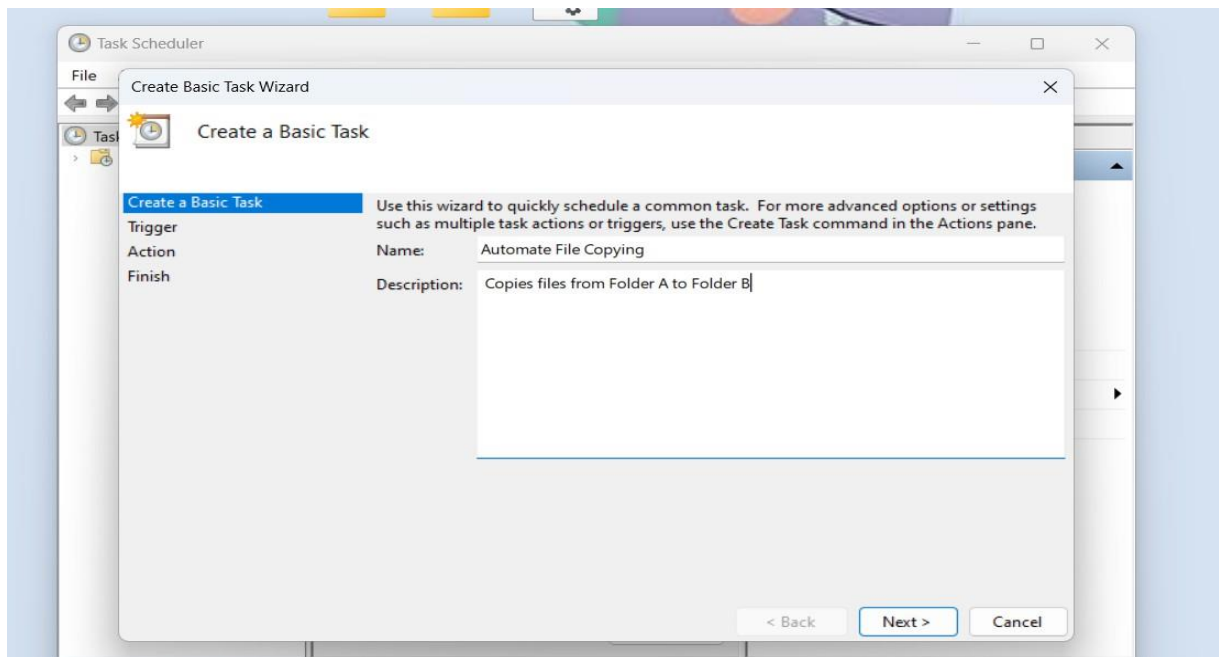 Task Scheduler
File
Create Basic Task Wizard
Create a Basic Task
Create a Basic Task
Trigger
Action
Finish
Use this wizard to quickly schedule a common task. For more advanced options or settings
such as multiple task actions or triggers, use the Create Task command in the Actions pane.
Name: Automate File Copying
Description: Copies files from Folder A to Folder B
< Back Next > Cancel